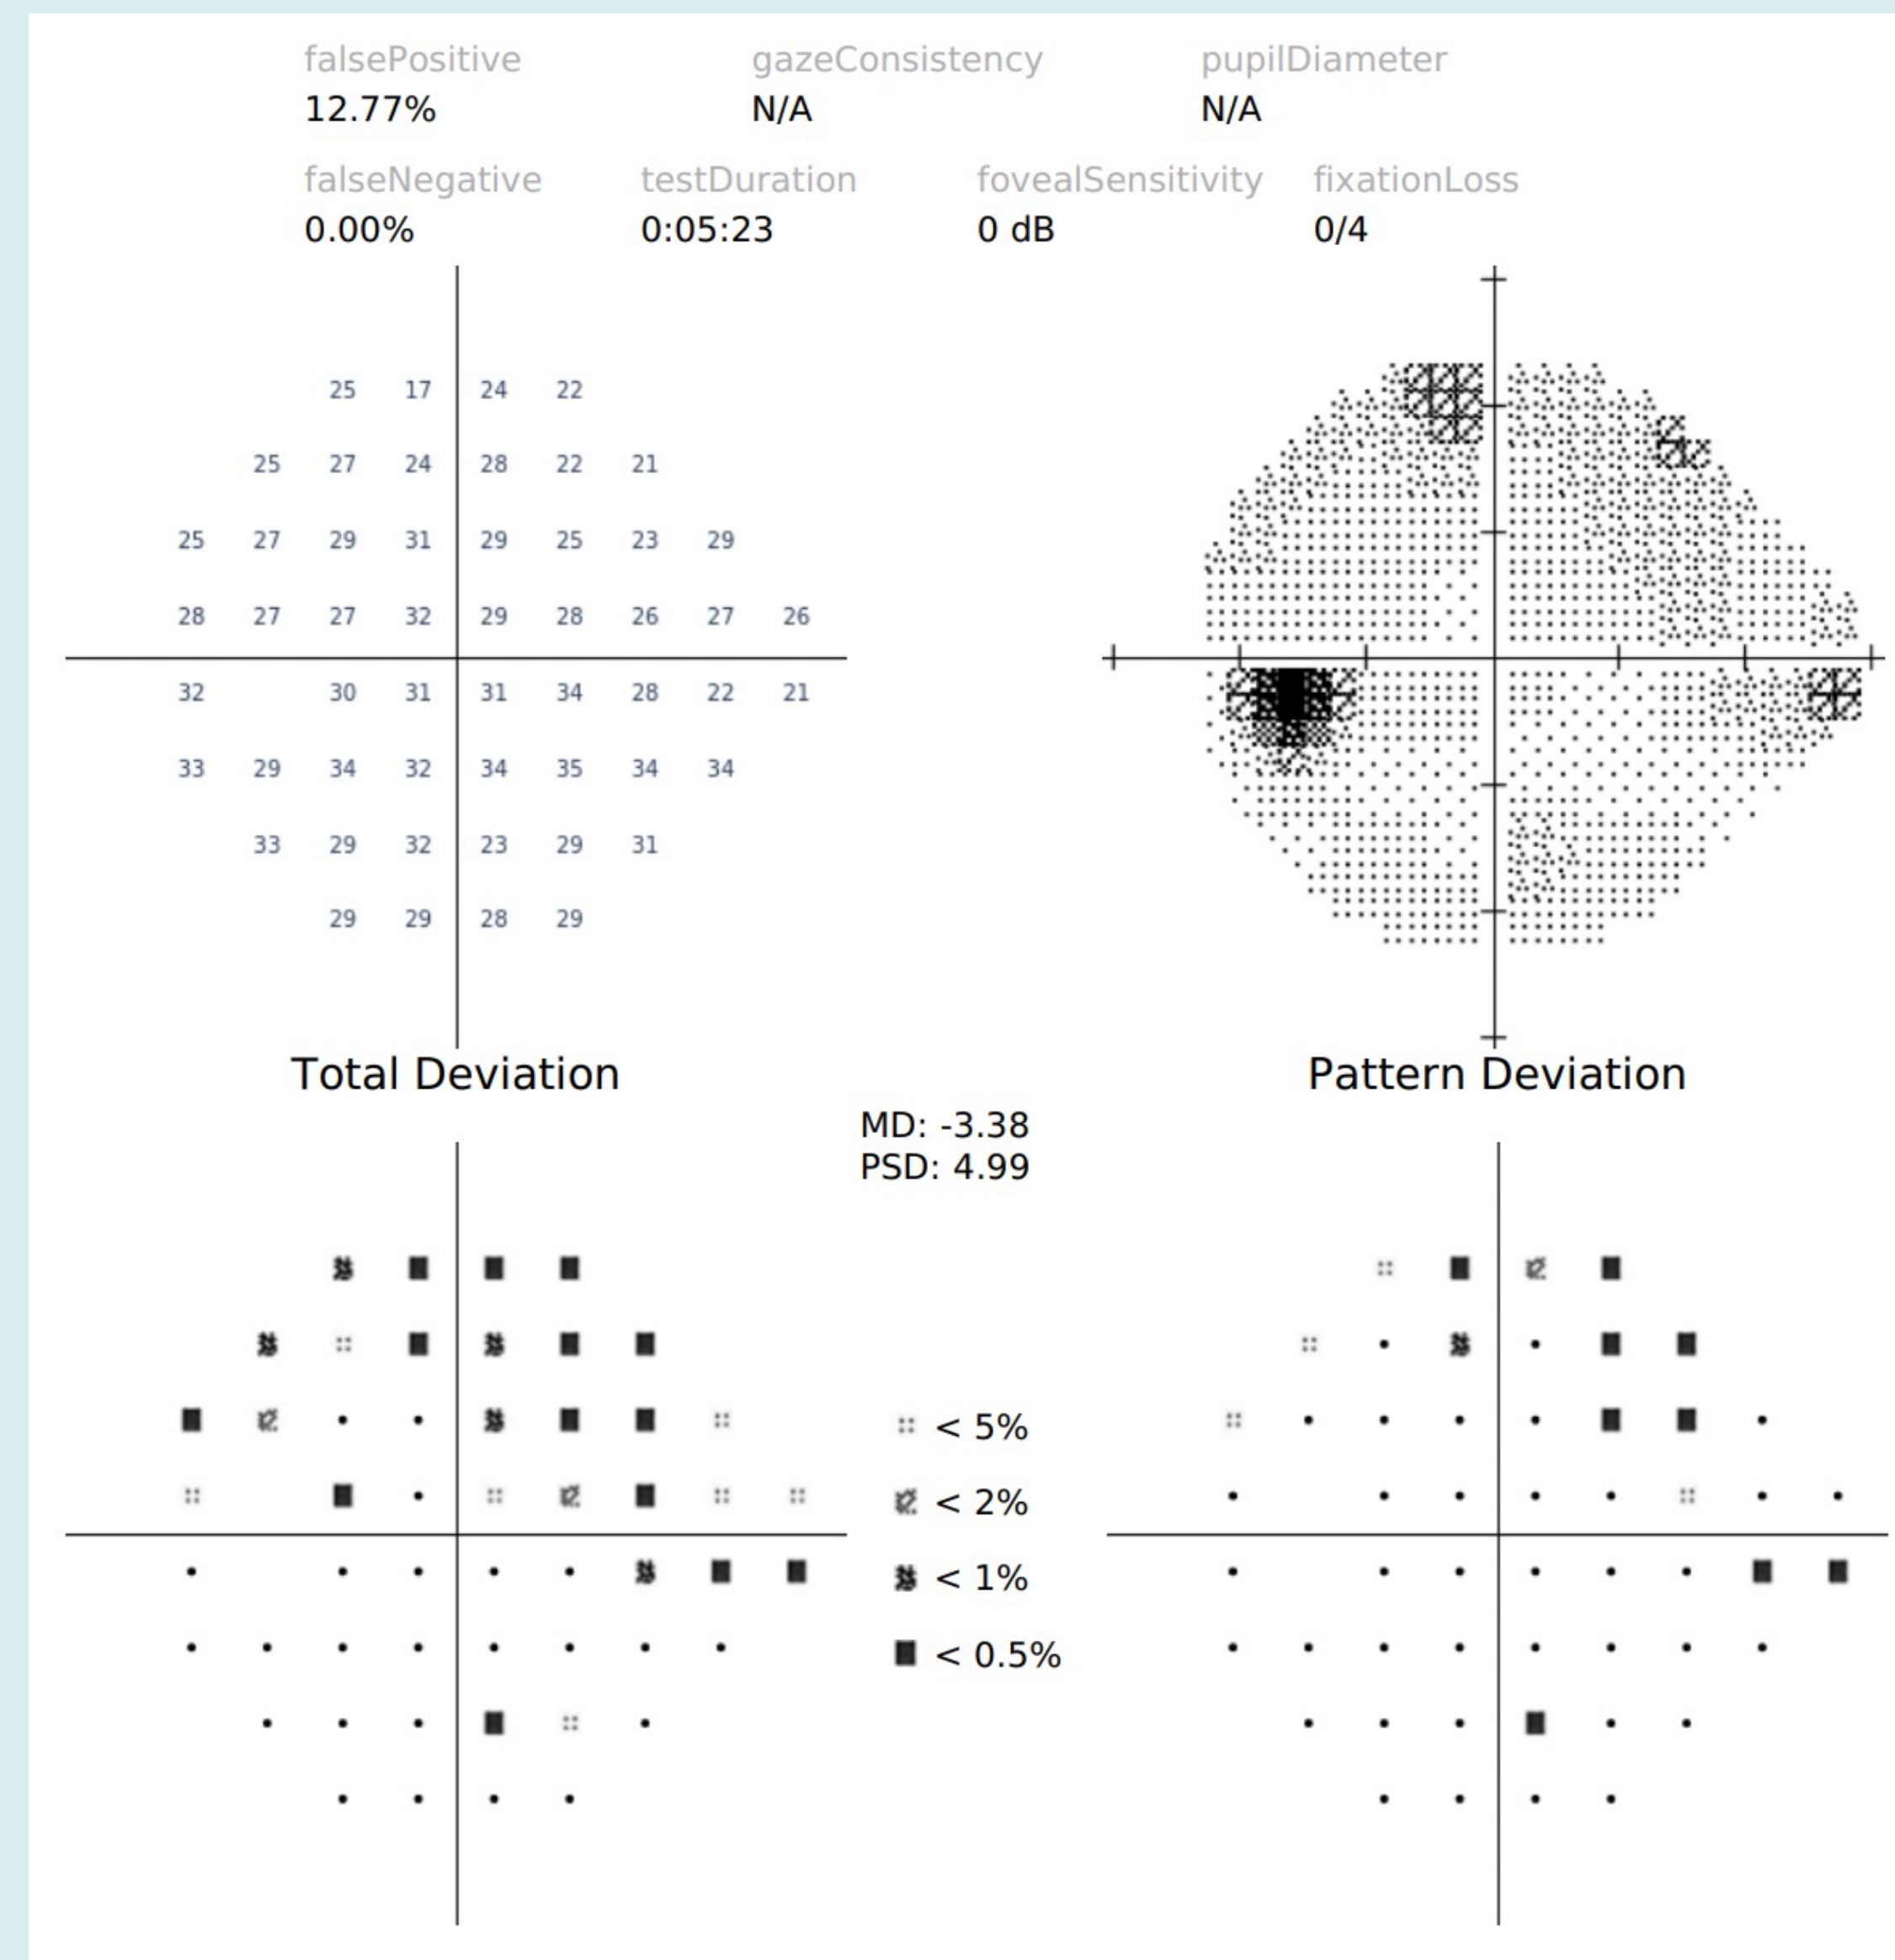 falsePositive gazeConsistency pupilDiameter
12.77% N/A N/A
falseNegative testDuration fovealSensitivity fixationLoss
0.00% 0:05:23 0 dB 0/4
25 17 24 22
25 27 24 28 22 21
25 27 29 31 29 25 23 29
28 27 27 32 29 28 26 27 26
32 30 31 31 34 28 22 21
33 29 34 32 34 35 34 34
33 29 32 23 29 31
29 29 28 29
Total Deviation
Pattern Deviation
MD: -3.38
PSD: 4.99
< 5%
< 2%
< 1%
< 0.5%